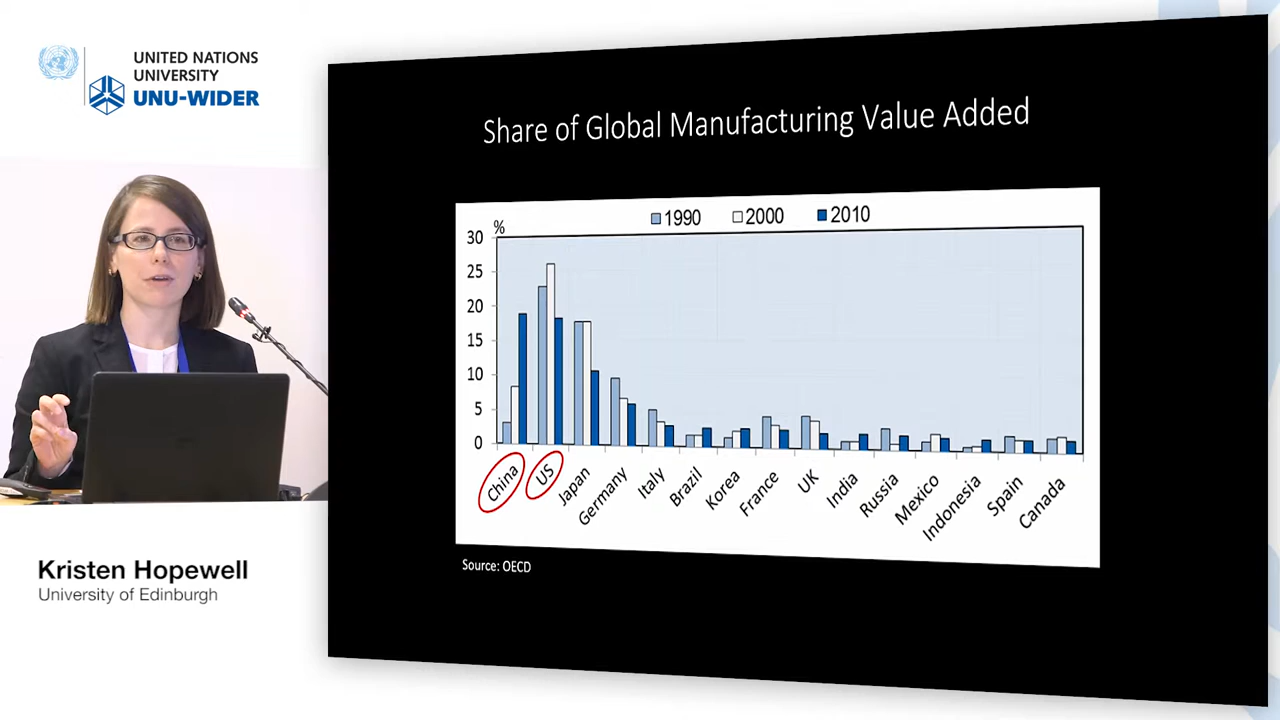 UNITED NATIONS
UNIVERSITY
UNU-WIDER
Kristen Hopewell
University of Edinburgh
Share of Global Manufacturing Value Added
%
1990 2000 2010
30
25
20
15
10
5
0
China
US
Japan
Germany
Italy
Brazil
Korea
France
UK
India
Russia
Mexico
Indonesia
Spain
Canada
Source: OECD